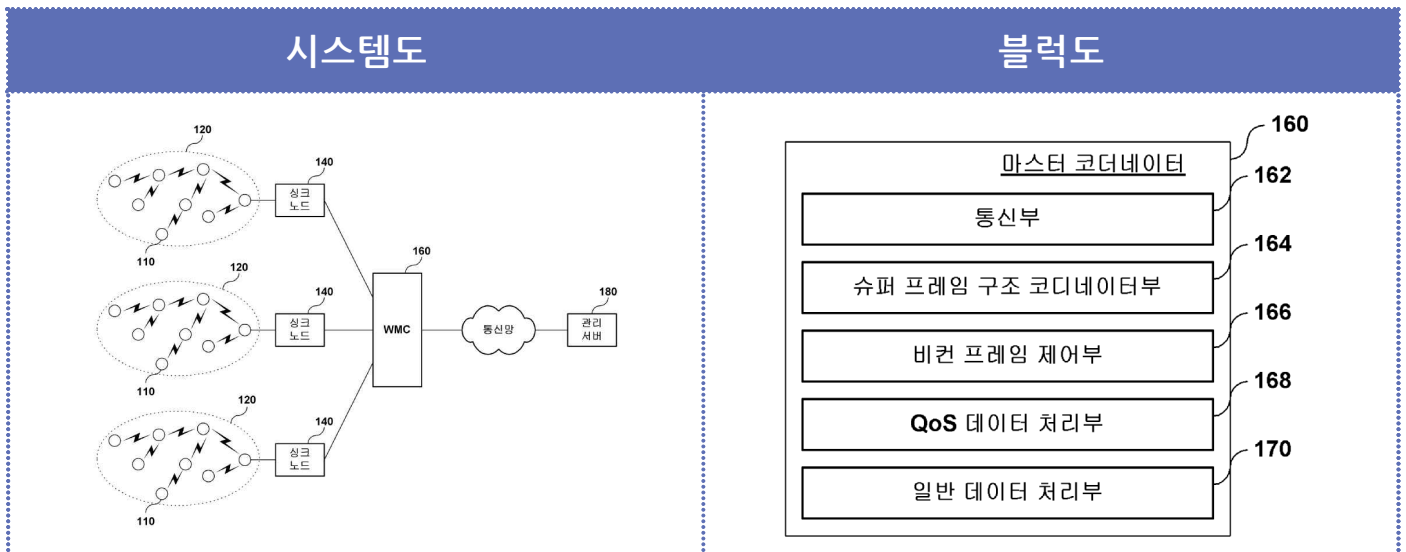 시스템도
블럭도
120
140
싱크
노드
110
120
140
싱크
노드
110
120
140
싱크
노드
110
160
WMC
통신망
180
관리
서버
160
마스터 코더네이터
162
통신부
164
슈퍼 프레임 구조 코디네이터부
166
비컨 프레임 제어부
168
QoS 데이터 처리부
170
일반 데이터 처리부